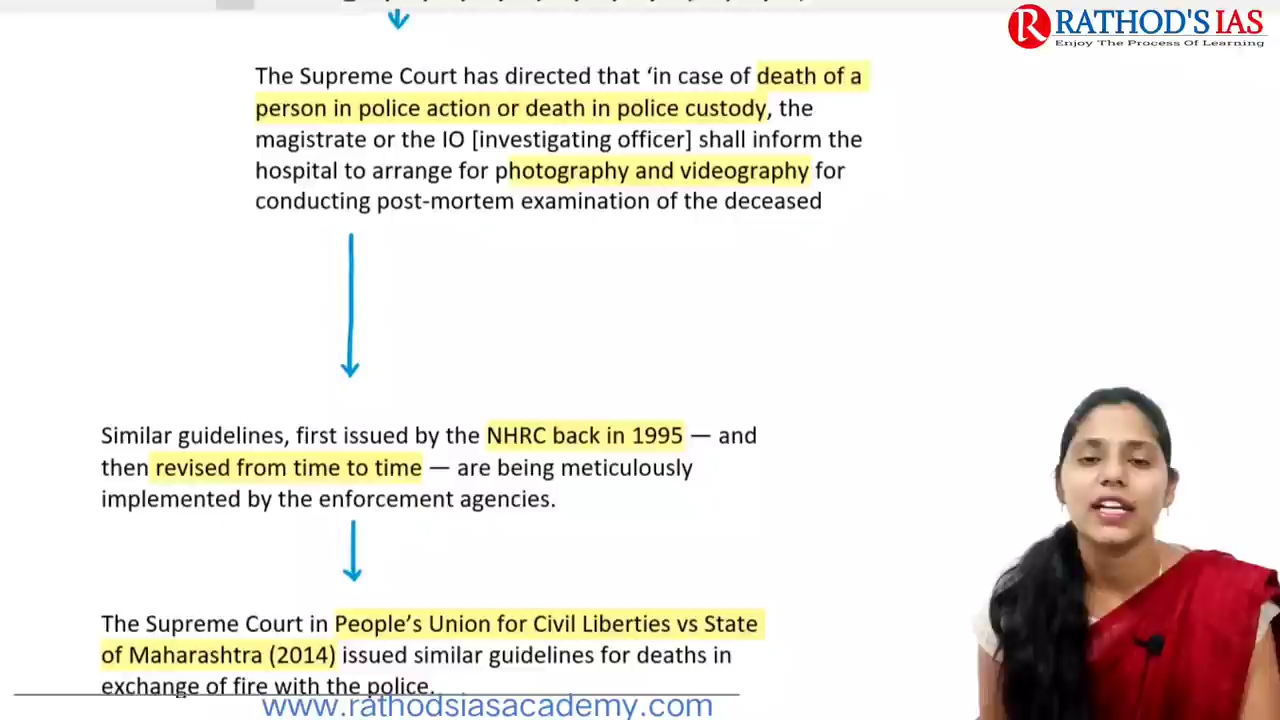 RATHOD'S IAS
Enjoy The Process Of Learning
The Supreme Court has directed that ‘in case of death of a
person in police action or death in police custody, the
magistrate or the IO [investigating officer] shall inform the
hospital to arrange for photography and videography for
conducting post-mortem examination of the deceased
Similar guidelines, first issued by the NHRC back in 1995 — and
then revised from time to time — are being meticulously
implemented by the enforcement agencies.
The Supreme Court in People’s Union for Civil Liberties vs State
of Maharashtra (2014) issued similar guidelines for deaths in
exchange of fire with the police.
www.rathodsiasacademy.com